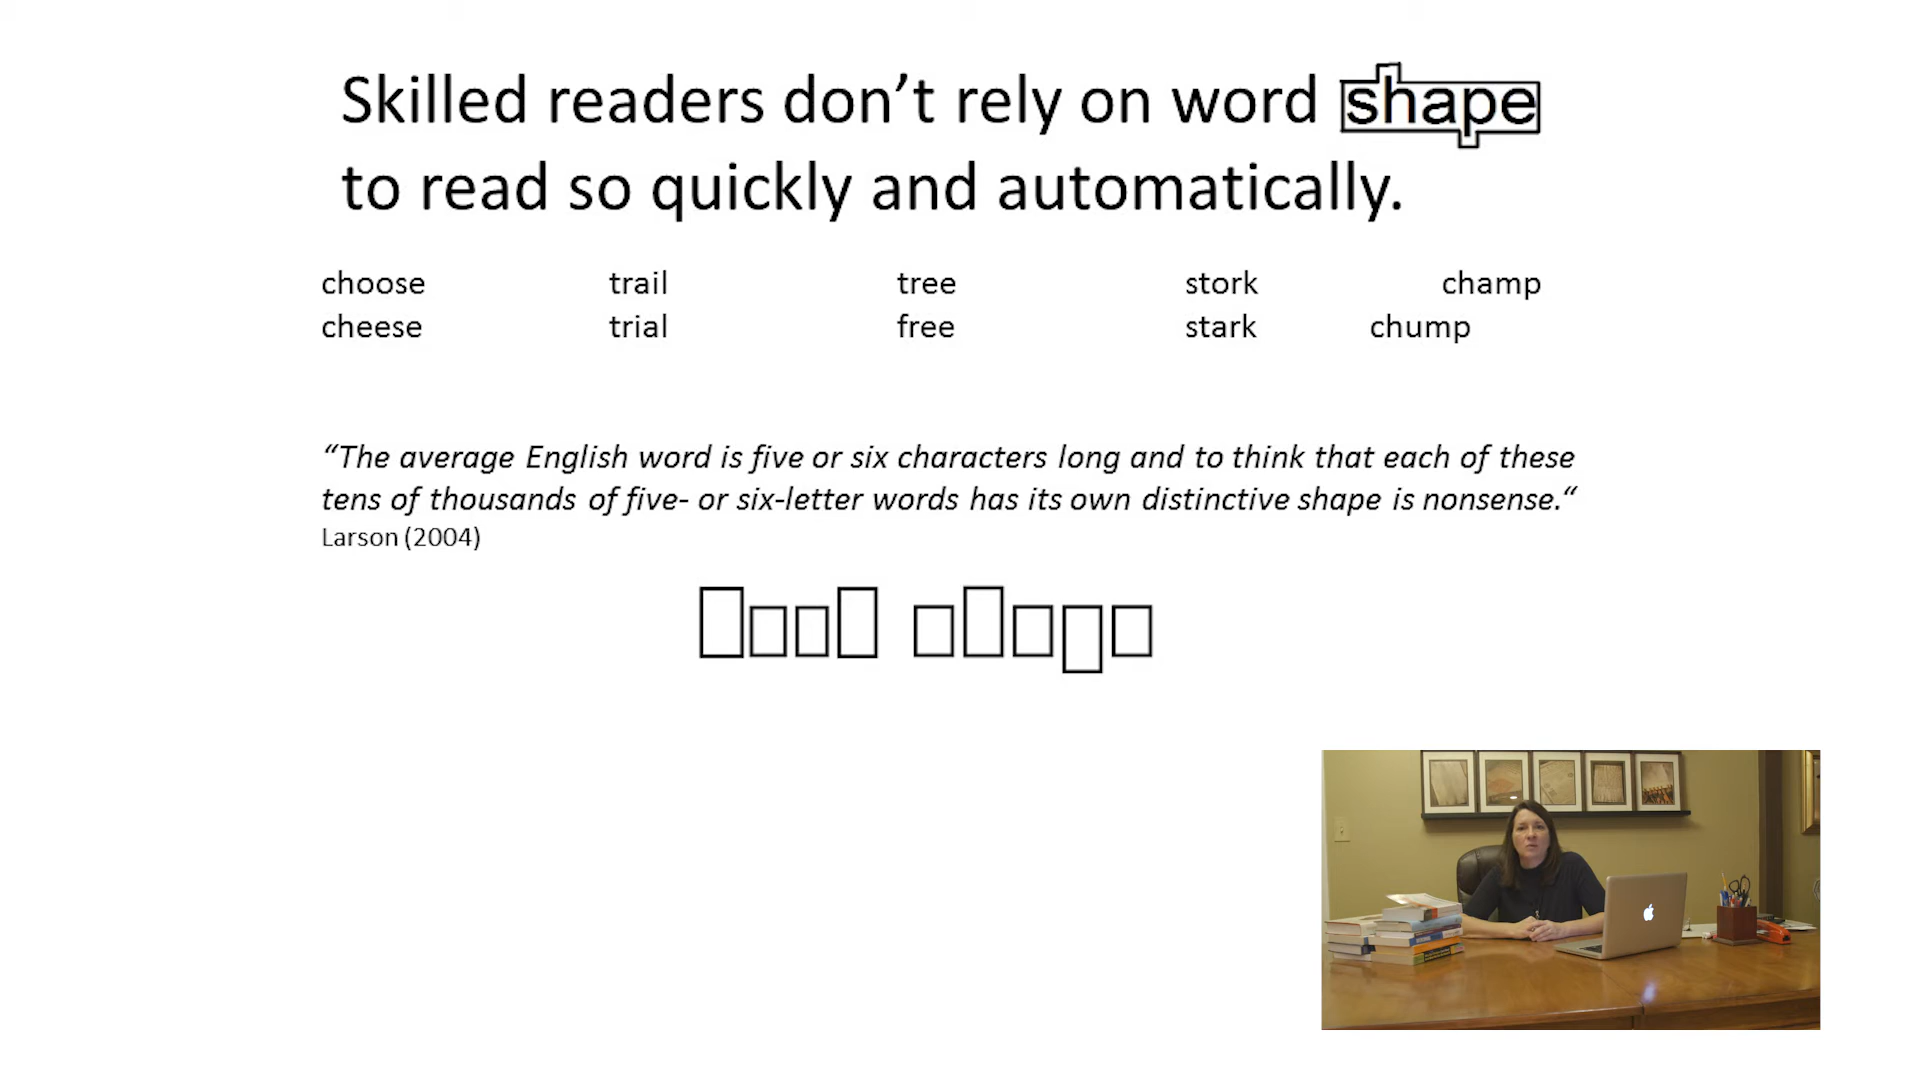 Skilled readers don’t rely on word shape
to read so quickly and automatically.
choose trail tree stork champ
cheese trial free stark chump
“The average English word is five or six characters long and to think that each of these
tens of thousands of five- or six-letter words has its own distinctive shape is nonsense.“
Larson (2004)